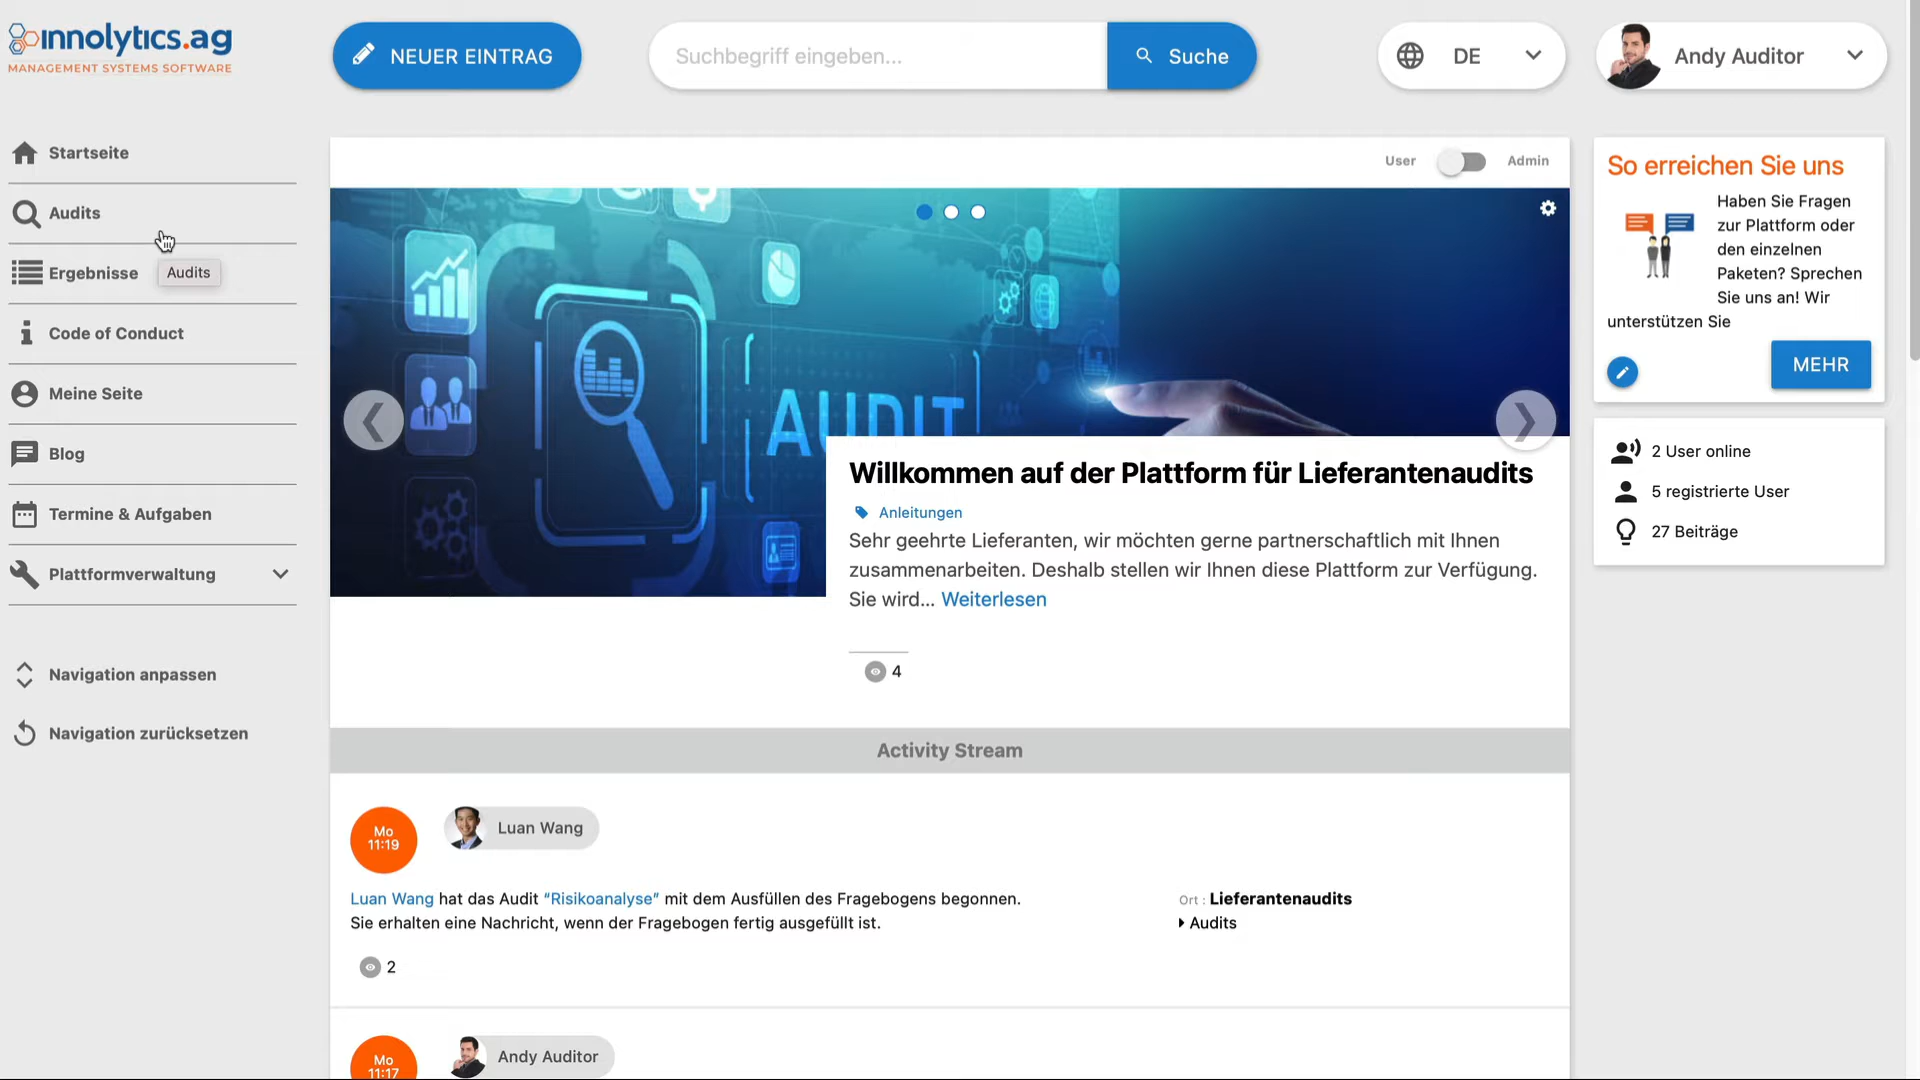 innolytics.ag
MANAGEMENT SYSTEMS SOFTWARE
NEUER EINTRAG
Suchbegriff eingeben...
Suche
DE
Andy Auditor
Startseite
Audits
Ergebnisse
Audits
Code of Conduct
Meine Seite
Blog
Termine & Aufgaben
Plattformverwaltung
Navigation anpassen
Navigation zurücksetzen
User
Admin
AUDIT
Willkommen auf der Plattform für Lieferantenaudits
Anleitungen
Sehr geehrte Lieferanten, wir möchten gerne partnerschaftlich mit Ihnen
zusammenarbeiten. Deshalb stellen wir Ihnen diese Plattform zur Verfügung.
Sie wird... Weiterlesen
4
Activity Stream
Mo
11:19
Luan Wang
Luan Wang hat das Audit “Risikoanalyse” mit dem Ausfüllen des Fragebogens begonnen.
Sie erhalten eine Nachricht, wenn der Fragebogen fertig ausgefüllt ist.
Ort : Lieferantenaudits
Audits
2
Mo
11:17
Andy Auditor
So erreichen Sie uns
Haben Sie Fragen
zur Plattform oder
den einzelnen
Paketen? Sprechen
Sie uns an! Wir
unterstützen Sie
MEHR
2 User online
5 registrierte User
27 Beiträge